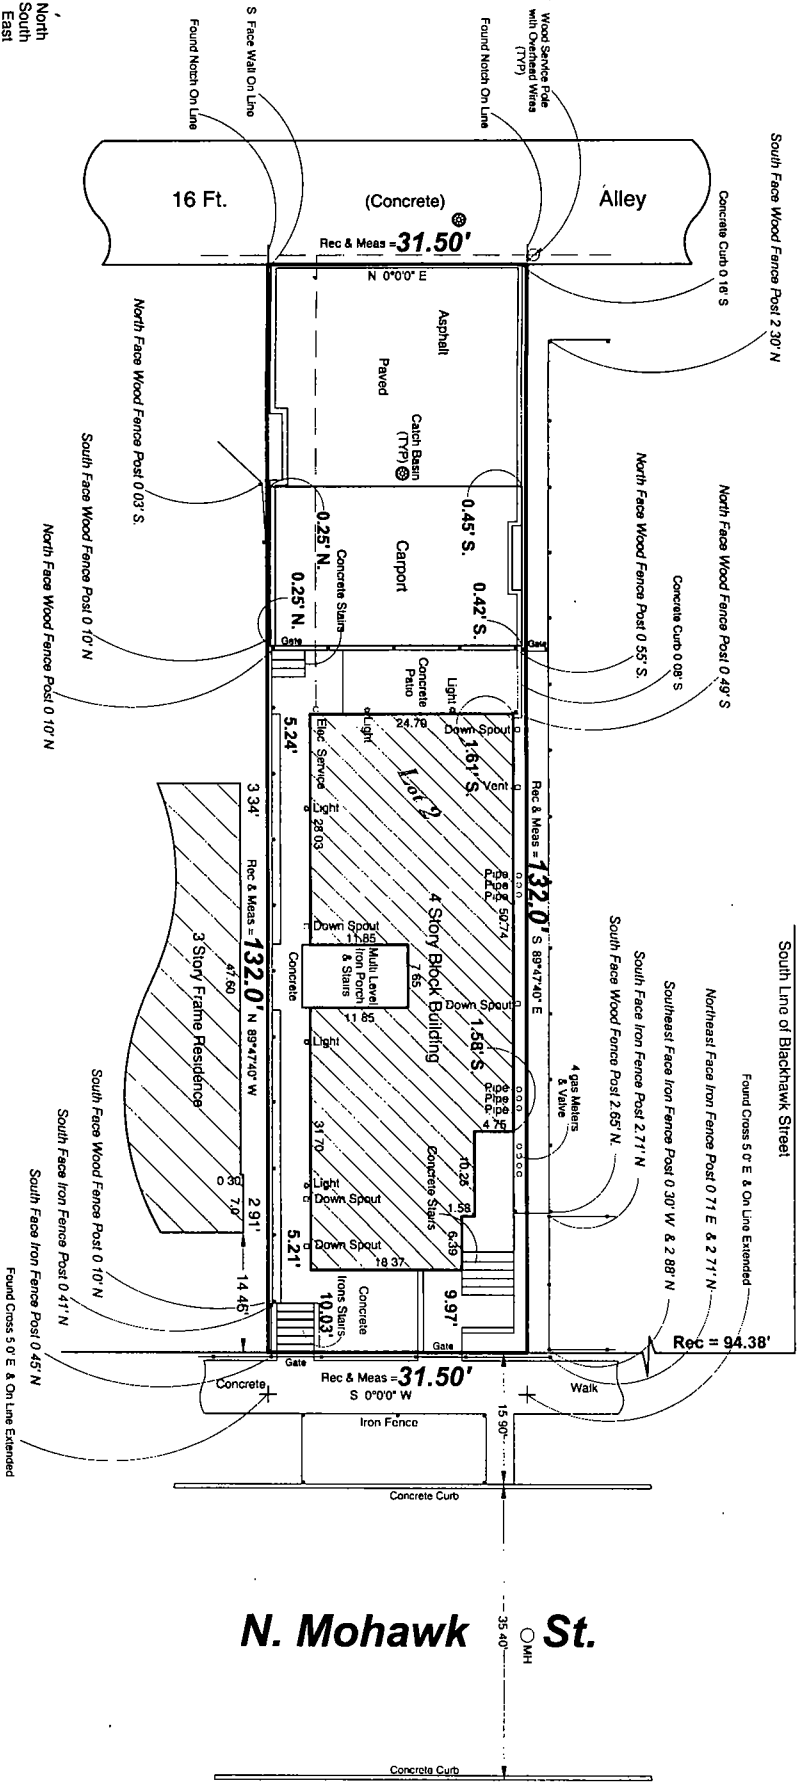 North
South
East
Found Notch On Line
S Face Wall On Line
Found Notch On Line
Wood Service Pole
with Overhead Wires
(TYP)
South Face Wood Fence Post 2 30' N
Concrete Curb 0 16' S
16 Ft.
(Concrete)
Alley
Rec & Meas = 31.50'
N 0°0'0" E
Asphalt
Paved
Catch Basin
(TYP)
North Face Wood Fence Post 0 03' S.
South Face Wood Fence Post 0 10' N
North Face Wood Fence Post 0 10' N
North Face Wood Fence Post 0 55' S.
Concrete Curb 0 08' S
North Face Wood Fence Post 0 49' S
0.45' S.
0.25' N.
Carport
0.42' S.
0.25' N.
Concrete Stairs
Gate
Gate
Concrete
Patio
Light
Light
24.79
Down Spout
1.61' S.
Vent
5.24'
Elec Service
Light
28 03
Lot 2
3 34'
Rec & Meas = 132.0' S 89°47'40" E
Rec & Meas = 132.0' N 89°47'40" W
Pipe
Pipe
Pipe
50.74
4 Story Block Building
Down Spout
11.85
Multi Level
Iron Porch
& Stairs
7.65
11 85
Concrete
Down Spout
1.58' S.
Light
3 Story Frame Residence
47.60
Pipe
Pipe
Pipe
4 gas Meters
& Valve
4 75
31.70
10.25
Concrete Stairs
1.58
6.39
Light
Down Spout
Down Spout
18 37
0 30
7.0'
2 91'
5.21'
14 46'
Irons Stairs
10.03'
Concrete
9.97'
Gate
Gate
South Face Wood Fence Post 2.65' N.
South Face Iron Fence Post 2.71' N
Southeast Face Iron Fence Post 0 30' W & 2 88' N
Northeast Face Iron Fence Post 0 71 E & 2 71' N
Found Cross 5 0' E & On Line Extended
South Line of Blackhawk Street
South Face Wood Fence Post 0 10' N
South Face Iron Fence Post 0 41' N
South Face Iron Fence Post 0 45' N
Found Cross 5 0' E & On Line Extended
Rec = 94.38'
Rec & Meas = 31.50'
S 0°0'0" W
Concrete
Walk
Iron Fence
15 90'
Concrete Curb
N. Mohawk St.
MH
35 40'
Concrete Curb